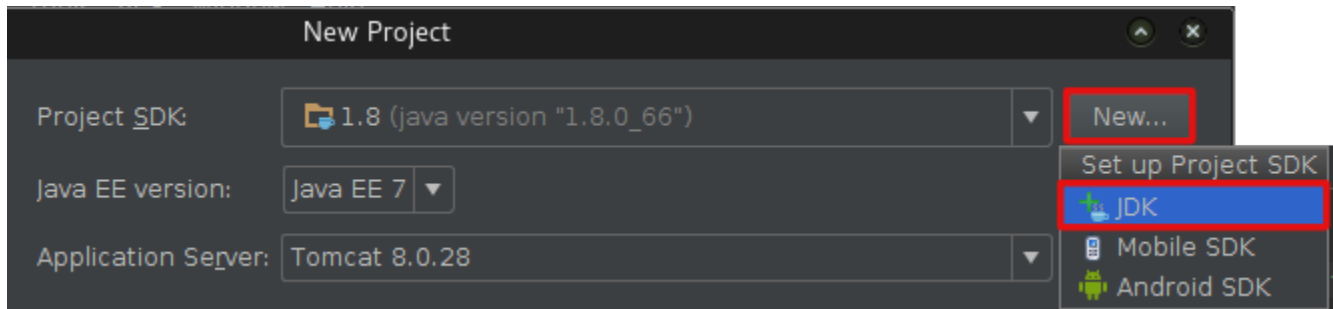 New Project
Project SDK: 1.8 (java version "1.8.0_66") New...
Set up Project SDK
Java EE version: Java EE 7
JDK
Mobile SDK
Application Server: Tomcat 8.0.28
Android SDK